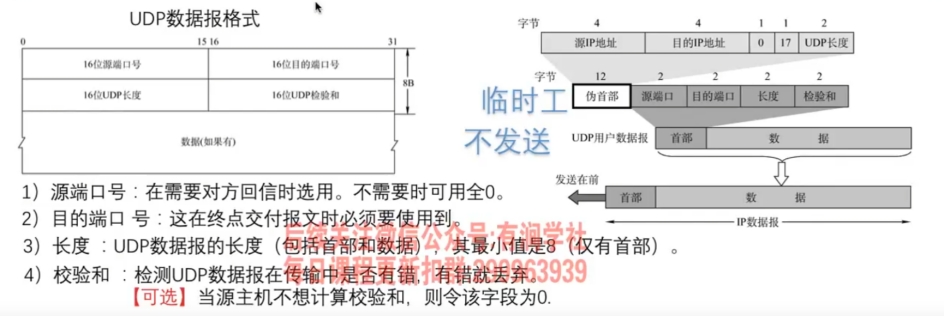 UDP数据报格式
0 15 16 31
16位源端口号 16位目的端口号
8B
16位UDP长度 16位UDP检验和
数据(如果有)
字节 4 4 1 1 2
源IP地址 目的IP地址 0 17 UDP长度
字节 12 2 2 2 2
伪首部 源端口 目的端口 长度 检验和
临时工
不发送
UDP用户数据报 首部 数 据
发送在前
首部 数 据
IP数据报
1）源端口号：在需要对方回信时选用。不需要时可用全0。
2）目的端口 号：这在终点交付报文时必须要使用到。
后续关注微信公众号:有涧学社
3）长度 ：UDP数据报的长度（包括首部和数据），其最小值是8（仅有首部）。
每日课程更新扣群
4）校验和 ：检测UDP数据报在传输中是否有错，有错就丢弃。
【可选】当源主机不想计算校验和，则令该字段为0.